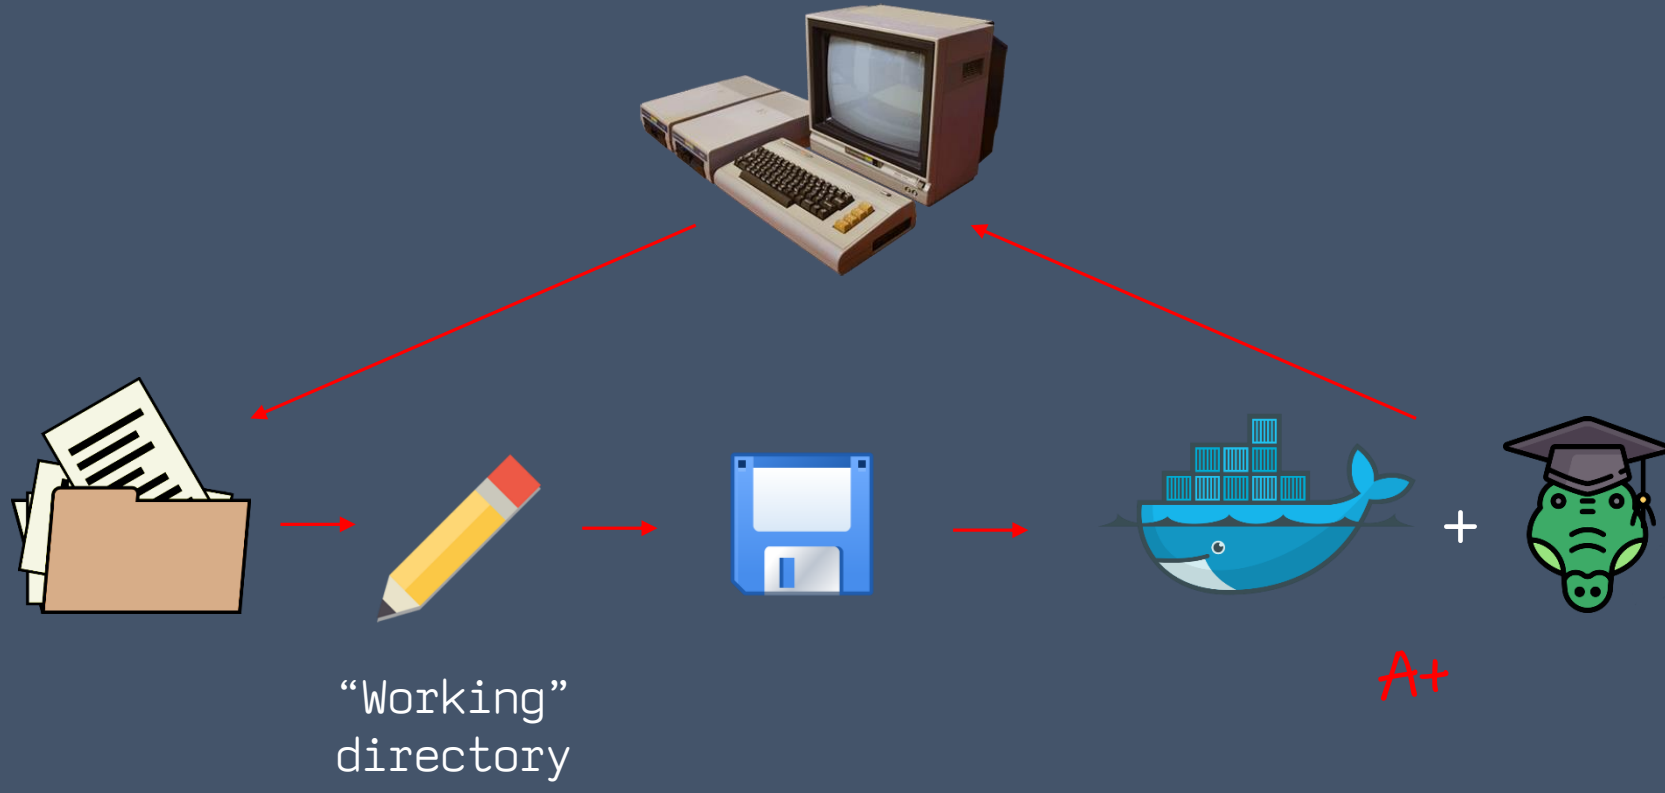 “Working”
directory
+
A+